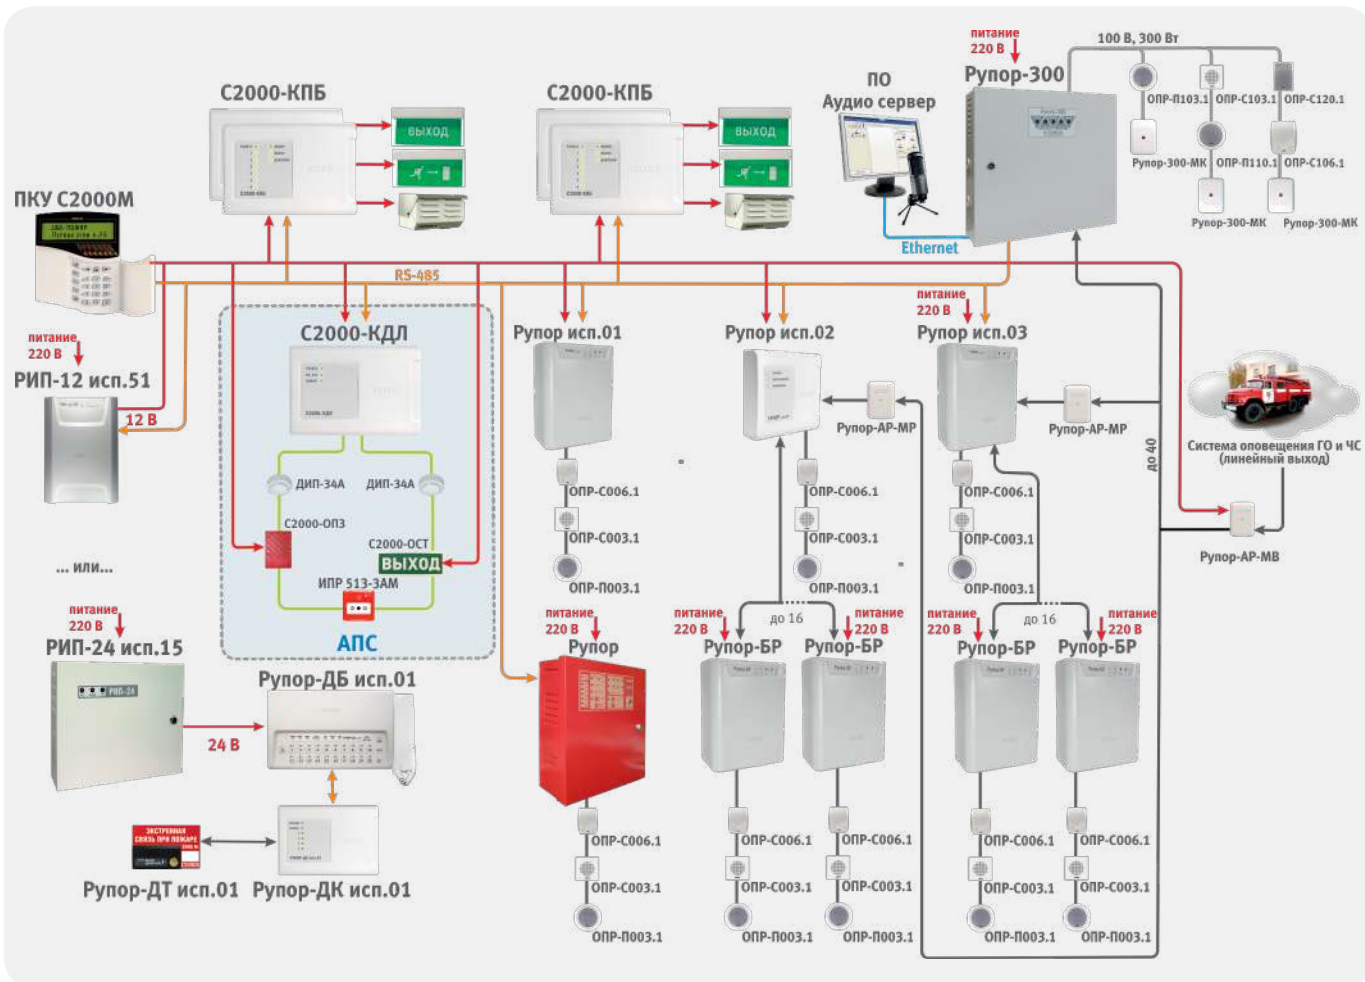 питание
220 В
Рупор-300
100 В, 300 Вт
ОПР-П103.1
ОПР-С103.1
ОПР-С120.1
Рупор-300-МК
ОПР-П110.1
ОПР-С106.1
Рупор-300-МК
Рупор-300-МК
ПО
Аудио сервер
Ethernet
С2000-КПБ
ВЫХОД
С2000-КПБ
ВЫХОД
ПКУ С2000М
RS-485
питание
220 В
РИП-12 исп.51
12 В
С2000-КДЛ
ДИП-34А
ДИП-34А
С2000-ОПЗ
С2000-ОСТ
ВЫХОД
ИПР 513-3АМ
АПС
... или...
питание
220 В
РИП-24 исп.15
РИП-24
24 В
Рупор-ДБ исп.01
ЭКСТРЕННАЯ
СВЯЗЬ ПРИ ПОЖАРЕ
Рупор-ДТ исп.01
Рупор-ДК исп.01
Рупор исп.01
ОПР-С006.1
ОПР-С003.1
ОПР-П003.1
питание
220 В
Рупор
ОПР-С006.1
ОПР-С003.1
ОПР-П003.1
Рупор исп.02
Рупор-АР-МР
ОПР-С006.1
ОПР-С003.1
ОПР-П003.1
до 16
питание
220 В
Рупор-БР
питание
220 В
Рупор-БР
ОПР-С006.1
ОПР-С003.1
ОПР-П003.1
ОПР-С006.1
ОПР-С003.1
ОПР-П003.1
питание
220 В
Рупор исп.03
Рупор-АР-МР
ОПР-С006.1
ОПР-С003.1
ОПР-П003.1
до 16
питание
220 В
Рупор-БР
питание
220 В
Рупор-БР
ОПР-С006.1
ОПР-С003.1
ОПР-П003.1
ОПР-С006.1
ОПР-С003.1
ОПР-П003.1
до 40
Система оповещения ГО и ЧС
(линейный выход)
Рупор-АР-МВ